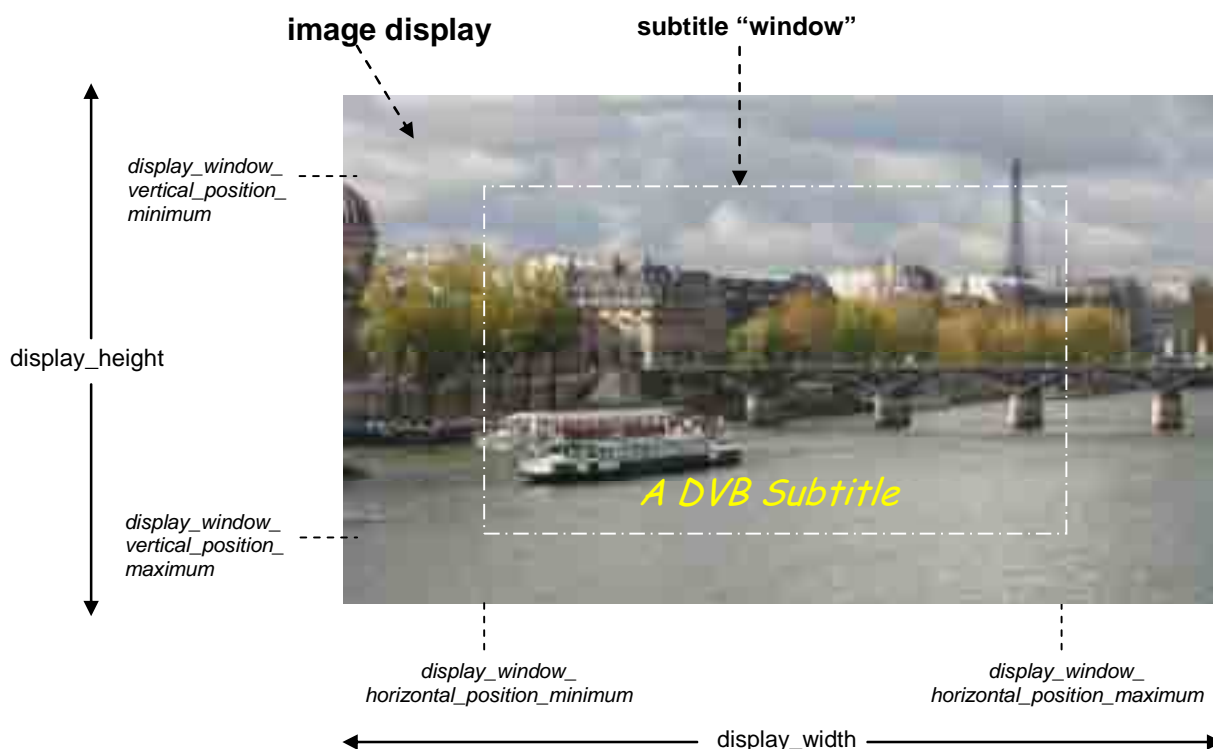 image display
subtitle “window”
display_window_
vertical_position_
minimum
display_height
A DVB Subtitle
display_window_
vertical_position_
maximum
display_window_
horizontal_position_minimum
display_window_
horizontal_position_maximum
display_width